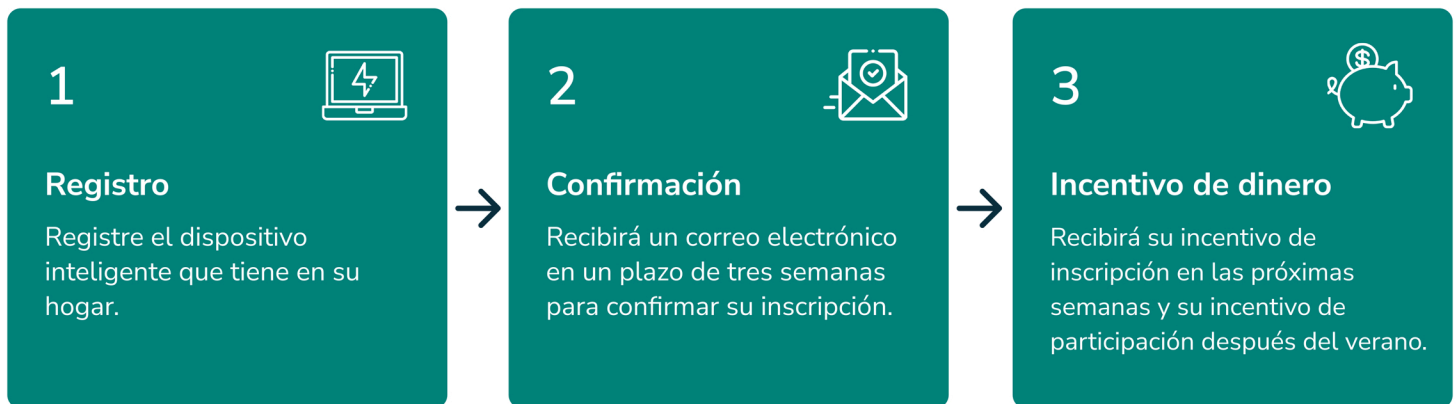 1
Registro
Registre el dispositivo
inteligente que tiene en su
hogar.
2
Confirmación
Recibirá un correo electrónico
en un plazo de tres semanas
para confirmar su inscripción.
3
$
Incentivo de dinero
Recibirá su incentivo de
inscripción en las próximas
semanas y su incentivo de
participación después del verano.